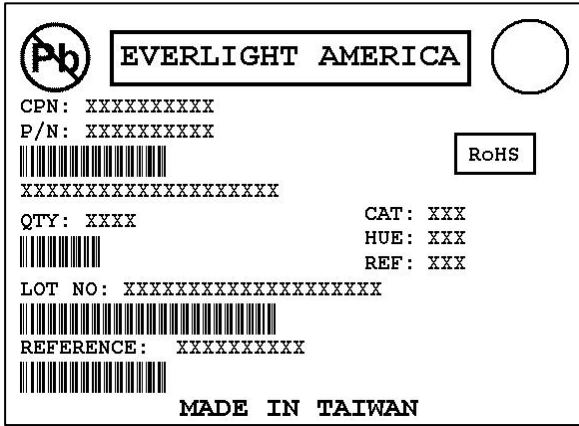 Pb
EVERLIGHT AMERICA
CPN: XXXXXXXXXX
P/N: XXXXXXXXXX
RoHS
XXXXXXXXXXXXXXXXXXXX
QTY: XXXX
CAT: XXX
HUE: XXX
REF: XXX
LOT NO: XXXXXXXXXXXXXXXXXXXX
REFERENCE: XXXXXXXXXX
MADE IN TAIWAN